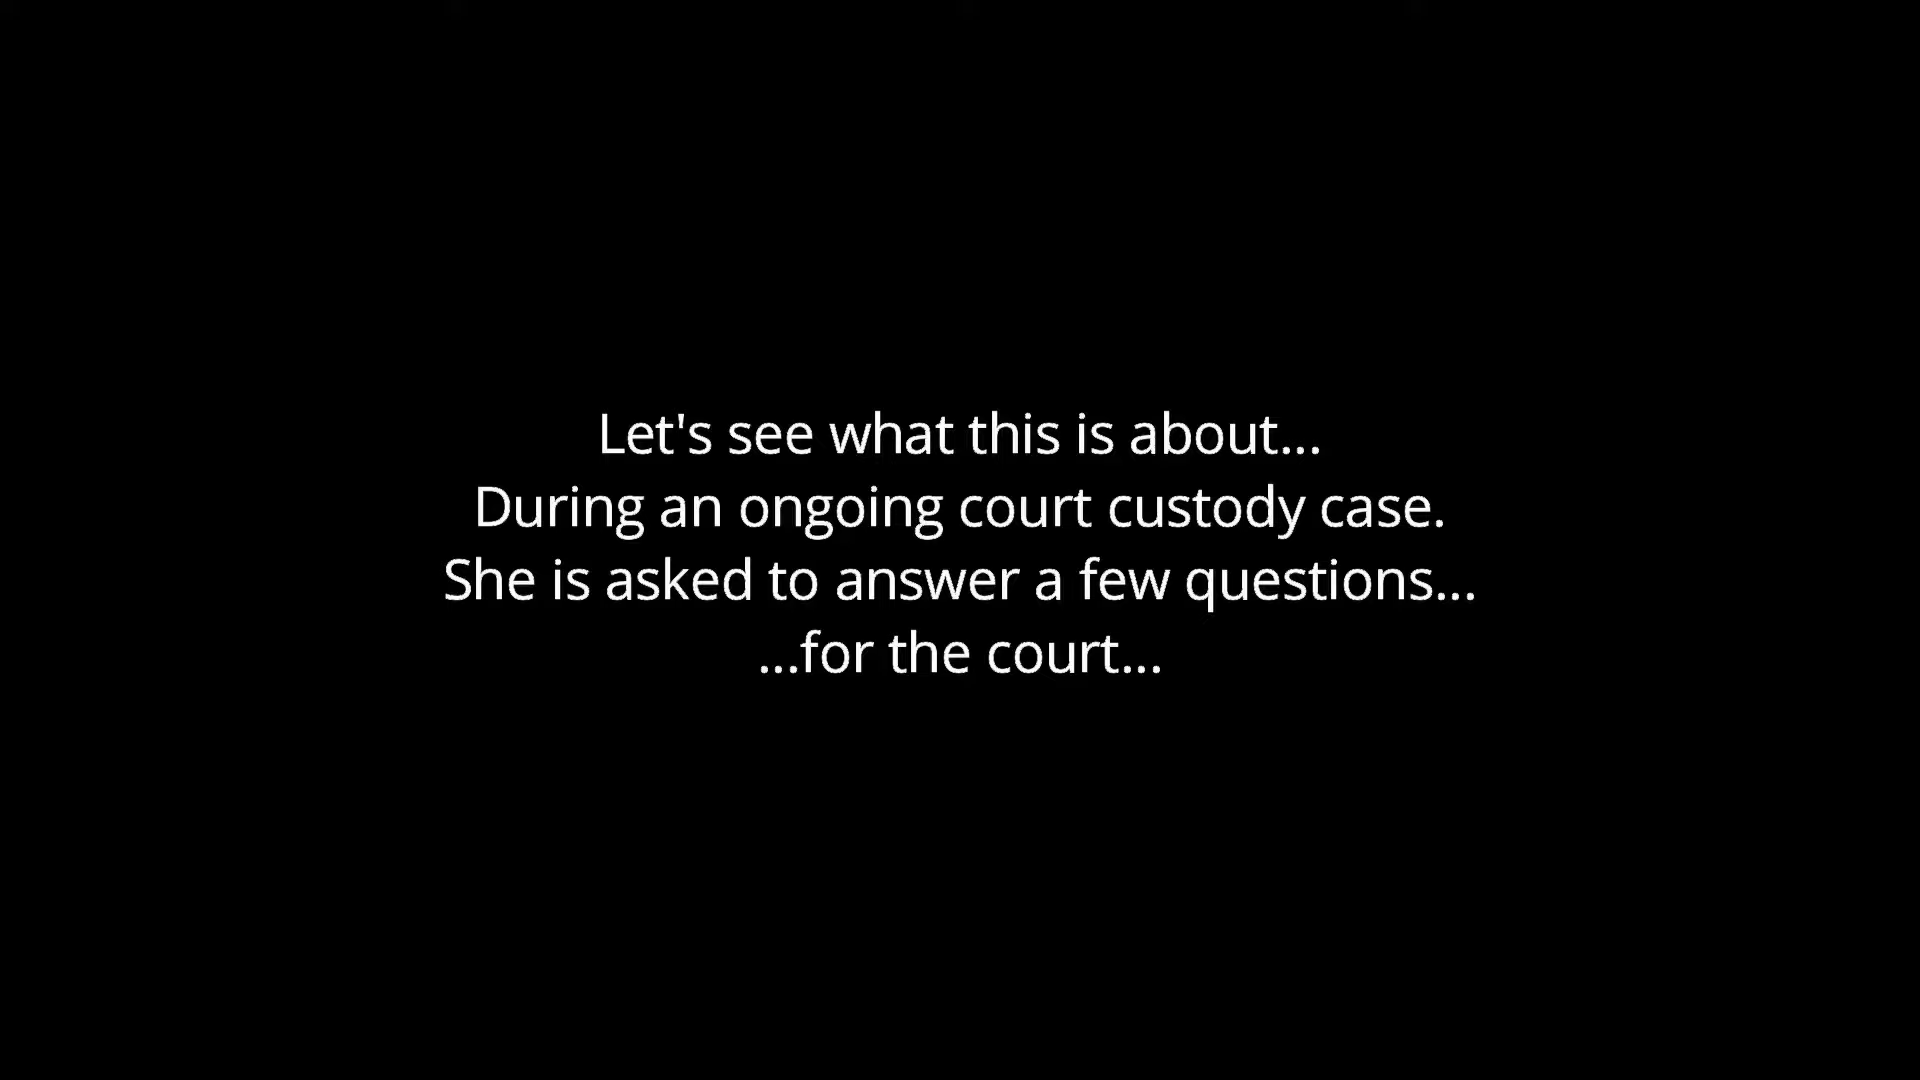 Let's see what this is about...
During an ongoing court custody case.
She is asked to answer a few questions...
...for the court...